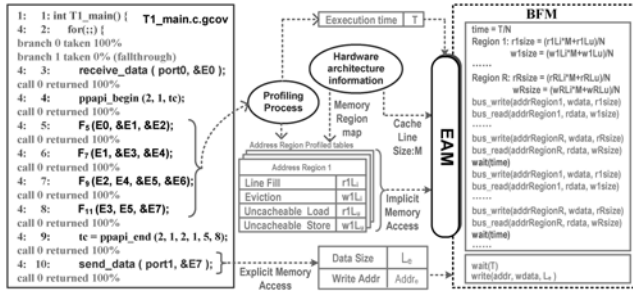 T1_main.c.gcov
1: 1: int T1_main() {
4: 2: for(;;) {
branch 0 taken 100%
branch 1 taken 0% (fallthrough)
4: 3: receive_data ( port0, &E0 );
call 0 returned 100%
4: 4: ppapi_begin (2, 1, tc);
call 0 returned 100%
4: 5: F5 (E0, &E1, &E2);
call 0 returned 100%
4: 6: F7 (E1, &E3, &E4);
call 0 returned 100%
4: 7: F9 (E2, E4, &E5, &E6);
call 0 returned 100%
4: 8: F11 (E3, E5, &E7);
call 0 returned 100%
4: 9: tc = ppapi_end (2, 1, 2, 1, 5, 8);
call 0 returned 100%
4: 10: send_data ( port1, &E7 );
call 0 returned 100%
Eexecution time T
Profiling
Process
Hardware
architecture
information
Memory
Region
map
Cache
Line
Size:M
Address Region Profiled tables
Address Region 1
Line Fill r1Li
Eviction w1Li
Uncacheable Load r1Lu
Uncacheable Store w1Lu
Implicit
Memory
Access
Explicit Memory
Access
Data Size Le
Write Addr Addre
EAM
BFM
time = T/N
Region 1: r1size = (r1Li*M+r1Lu)/N
w1size = (w1Li*M+w1Lu)/N
......
Region R: rRsize = (rRLi*M+rRLu)/N
wRsize = (wRLi*M+wRLu)/N
bus_write(addrRegion1, wdata, r1size)
bus_read(addrRegion1, rdata, w1size)
......
bus_write(addrRegionR, wdata, rRsize)
bus_read(addrRegionR, rdata, wRsize)
wait(time)
bus_write(addrRegion1, wdata, r1size)
bus_read(addrRegion1, rdata, w1size)
......
bus_write(addrRegionR, wdata, rRsize)
bus_read(addrRegionR, rdata, wRsize)
wait(time)
......
wait(T)
write(addr, wdata, Le )